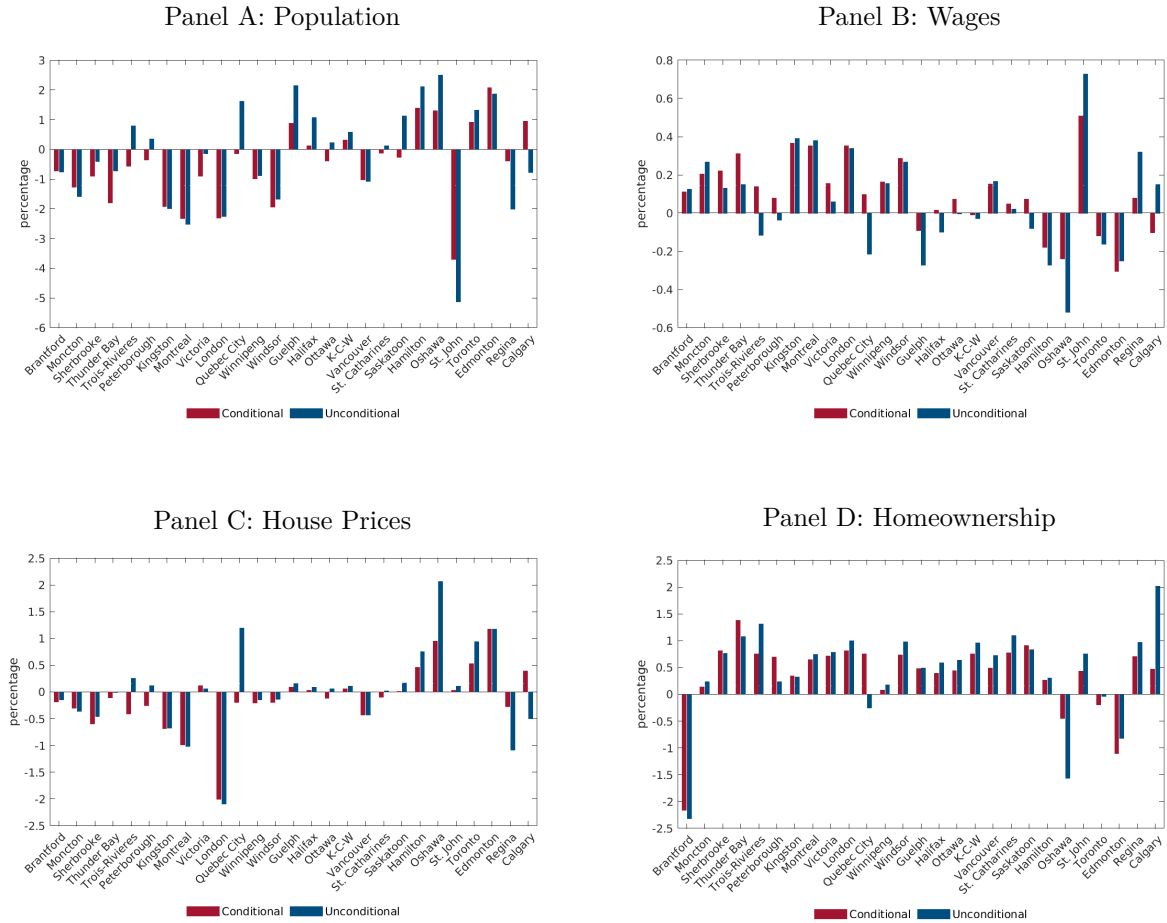 Panel A: Population
3
2
1
0
-1
-2
-3
-4
-5
-6
percentage
Brantford
Moncton
Sherbrooke
Thunder Bay
Trois-Rivieres
Peterborough
Kingston
Montreal
Victoria
London
Quebec City
Winnipeng
Windsor
Guelph
Halifax
Ottawa
K-C-W
Vancouver
St. Catharines
Saskatoon
Hamilton
Oshawa
St. John
Toronto
Edmonton
Regina
Calgary
Conditional Unconditional
Panel B: Wages
0.8
0.6
0.4
0.2
0
-0.2
-0.4
-0.6
percentage
Brantford
Moncton
Sherbrooke
Thunder Bay
Trois-Rivieres
Peterborough
Kingston
Montreal
Victoria
London
Quebec City
Winnipeng
Windsor
Guelph
Halifax
Ottawa
K-C-W
Vancouver
St. Catharines
Saskatoon
Hamilton
Oshawa
St. John
Toronto
Edmonton
Regina
Calgary
Conditional Unconditional
Panel C: House Prices
2.5
2
1.5
1
0.5
0
-0.5
-1
-1.5
-2
-2.5
percentage
Brantford
Moncton
Sherbrooke
Thunder Bay
Trois-Rivieres
Peterborough
Kingston
Montreal
Victoria
London
Quebec City
Winnipeng
Windsor
Guelph
Halifax
Ottawa
K-C-W
Vancouver
St. Catharines
Saskatoon
Hamilton
Oshawa
St. John
Toronto
Edmonton
Regina
Calgary
Conditional Unconditional
Panel D: Homeownership
2.5
2
1.5
1
0.5
0
-0.5
-1
-1.5
-2
-2.5
percentage
Brantford
Moncton
Sherbrooke
Thunder Bay
Trois-Rivieres
Peterborough
Kingston
Montreal
Victoria
London
Quebec City
Winnipeng
Windsor
Guelph
Halifax
Ottawa
K-C-W
Vancouver
St. Catharines
Saskatoon
Hamilton
Oshawa
St. John
Toronto
Edmonton
Regina
Calgary
Conditional Unconditional